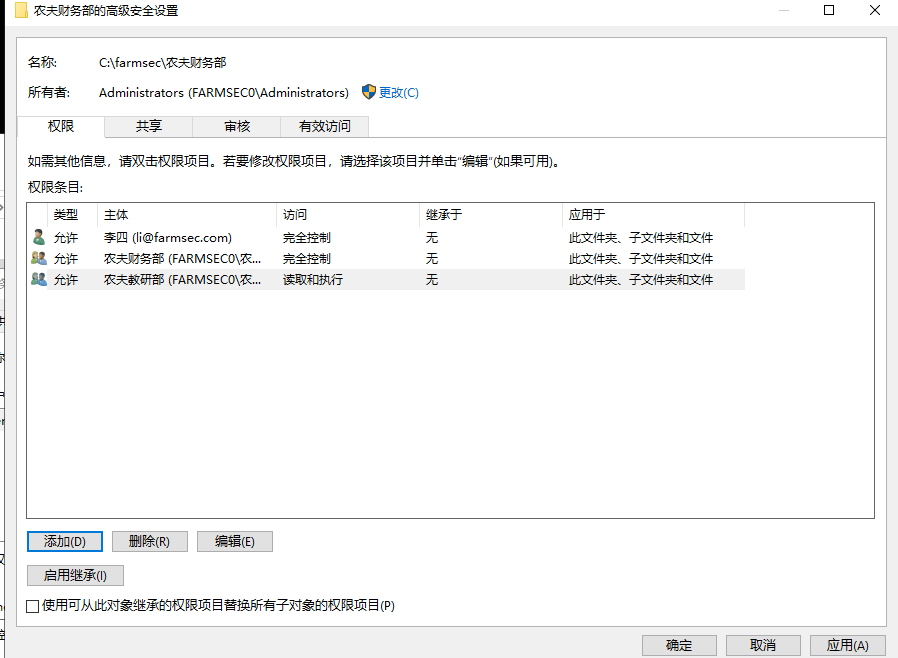 农夫财务部的高级安全设置
名称: C:\farmsec\农夫财务部
所有者: Administrators (FARMSEC0\Administrators) 更改(C)
权限 共享 审核 有效访问
如需其他信息，请双击权限项目。若要修改权限项目，请选择该项目并单击“编辑”(如果可用)。
权限条目:
类型 主体 访问 继承于 应用于
允许 李四 (li@farmsec.com) 完全控制 无 此文件夹、子文件夹和文件
允许 农夫财务部 (FARMSEC0\农... 完全控制 无 此文件夹、子文件夹和文件
允许 农夫教研部 (FARMSEC0\农... 读取和执行 无 此文件夹、子文件夹和文件
添加(D) 删除(R) 编辑(E)
启用继承(I)
使用可从此对象继承的权限项目替换所有子对象的权限项目(P)
确定 取消 应用(A)